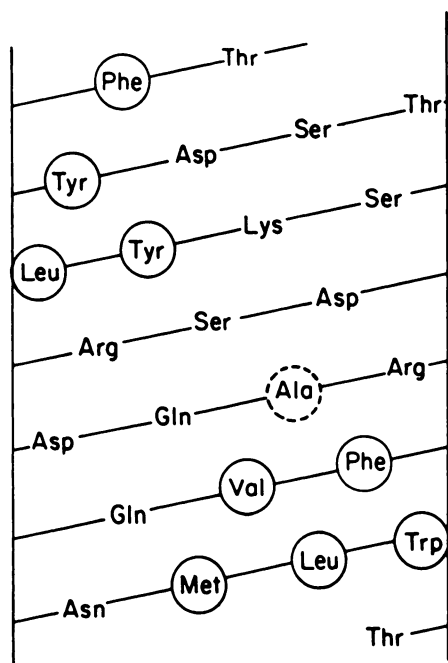 Phe Thr
Tyr Asp Ser Thr
Leu Tyr Lys Ser
Arg Ser Asp
Asp Gln Ala Arg
Gln Val Phe
Asn Met Leu Trp
Thr